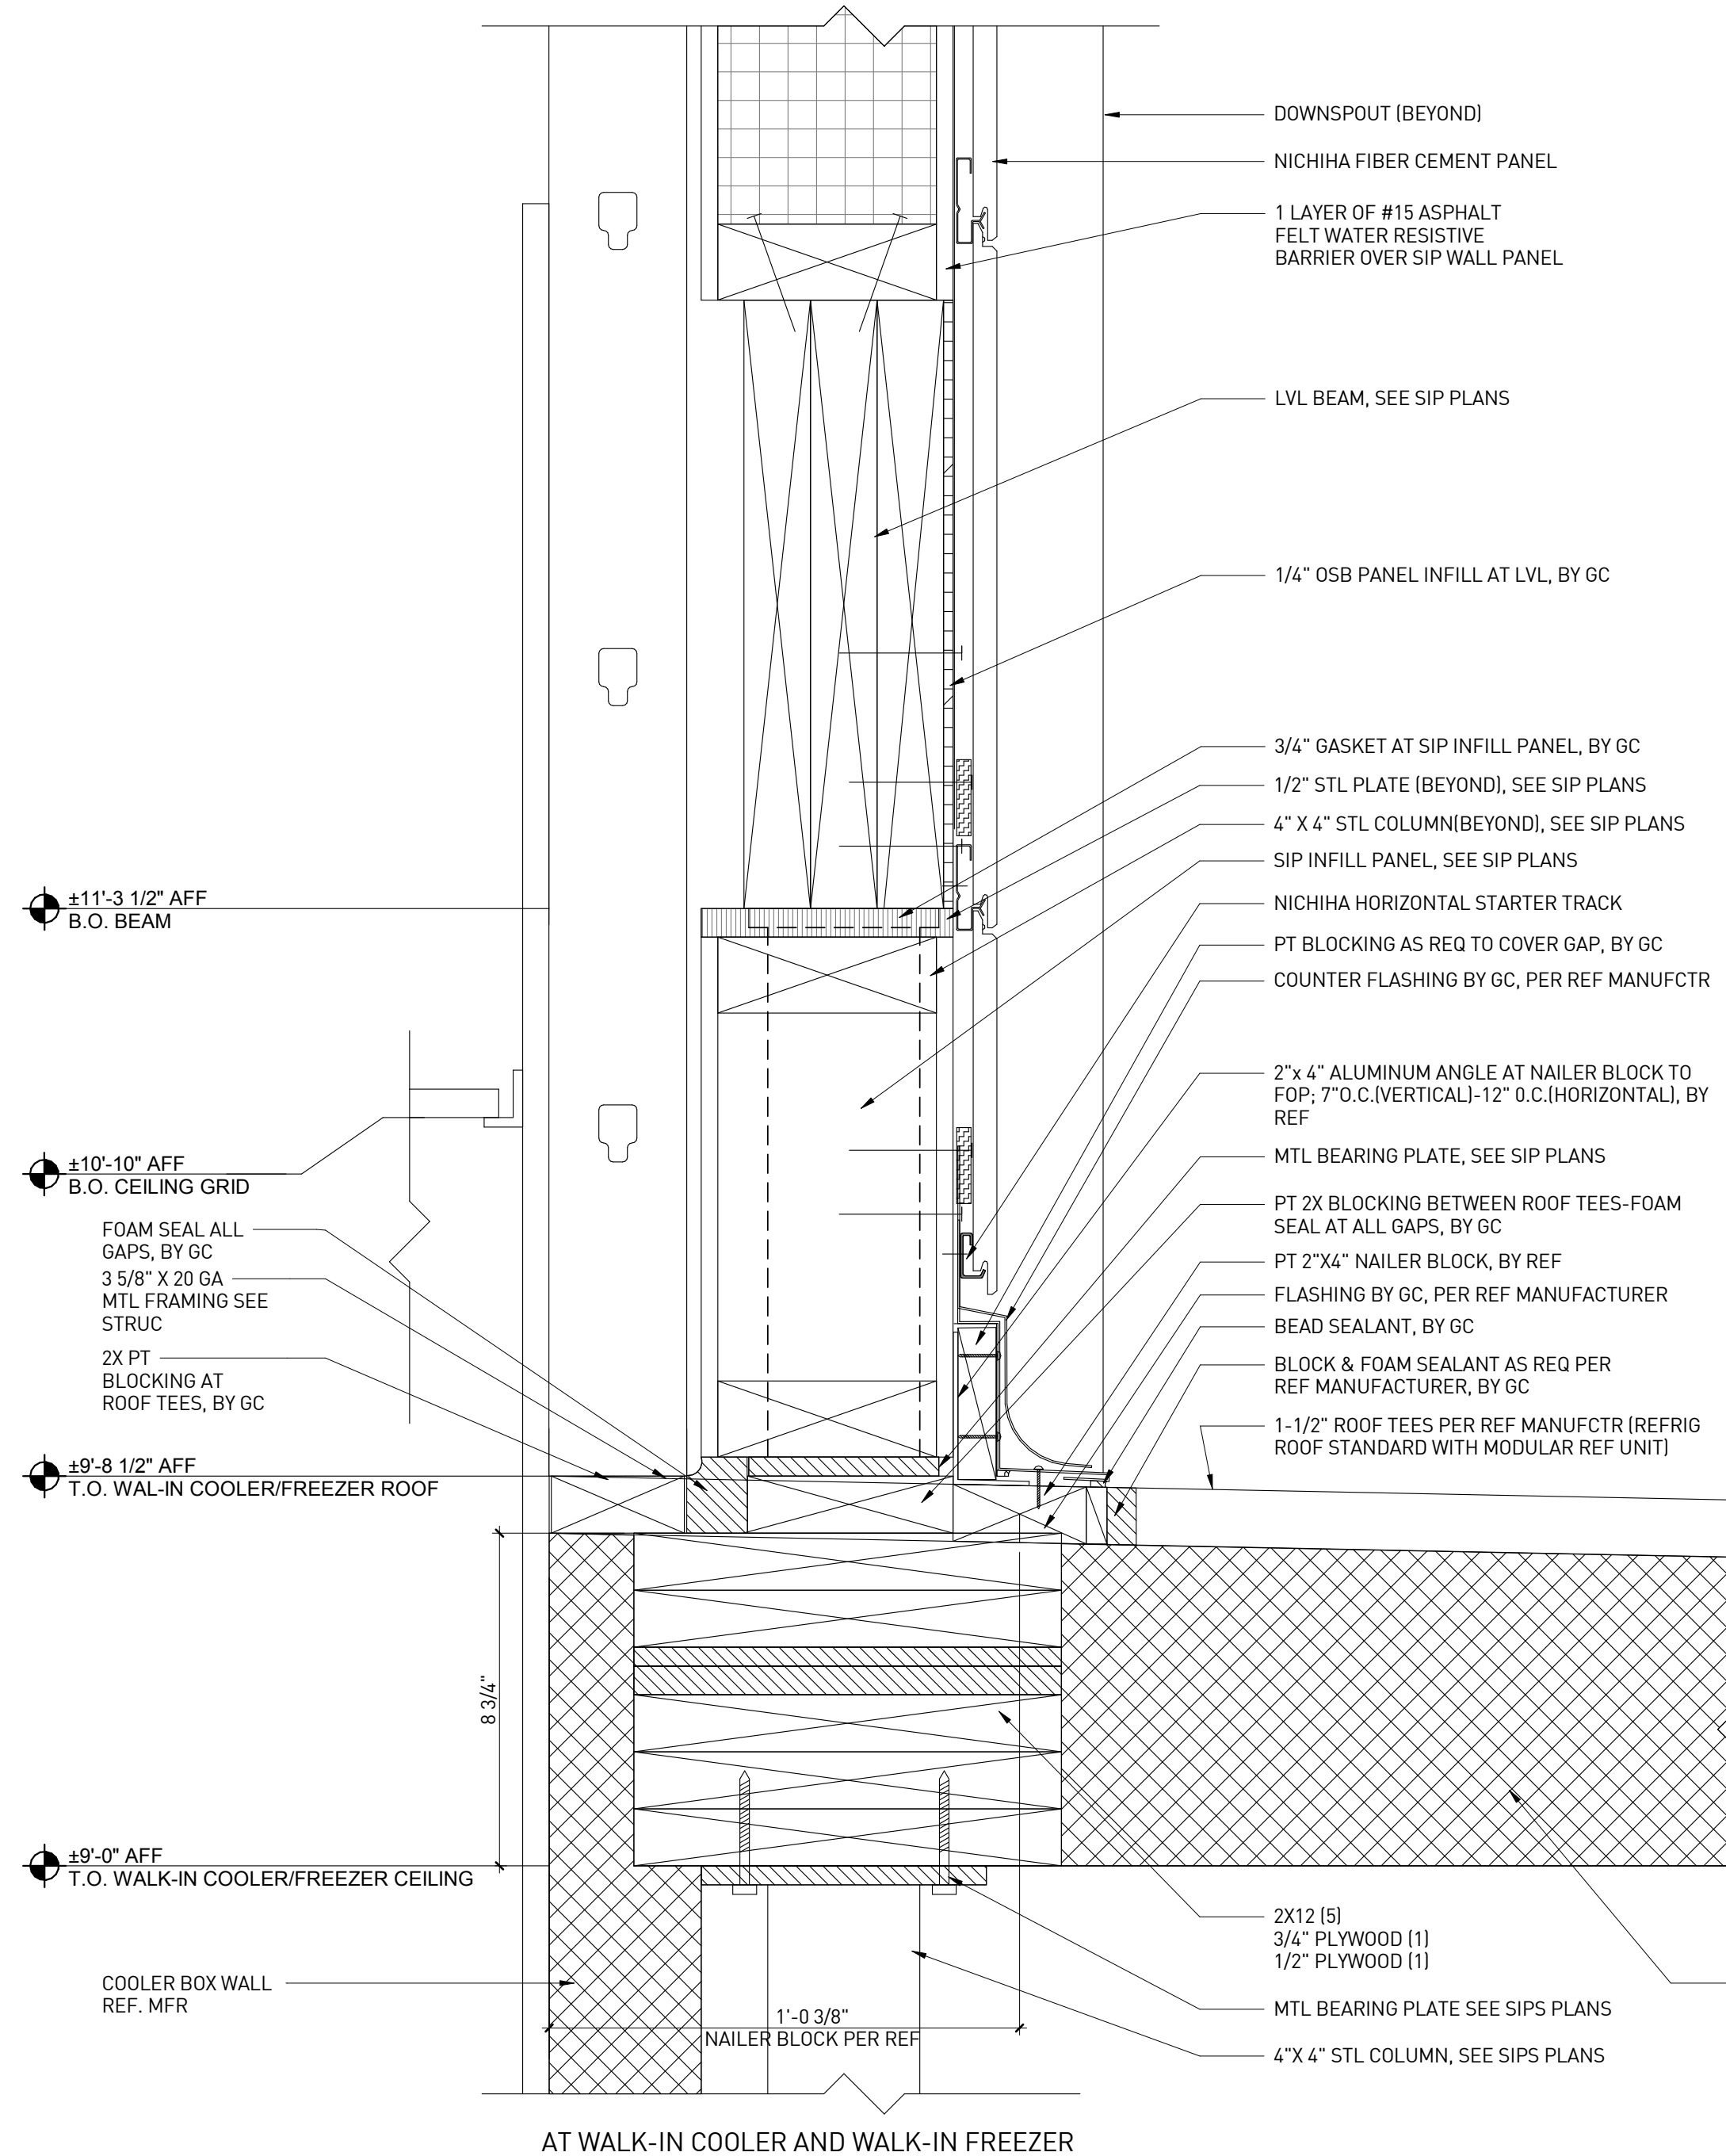 DOWNSPOUT (BEYOND)
NICHIHA FIBER CEMENT PANEL
1 LAYER OF #15 ASPHALT
FELT WATER RESISTIVE
BARRIER OVER SIP WALL PANEL
LVL BEAM, SEE SIP PLANS
1/4" OSB PANEL INFILL AT LVL, BY GC
3/4" GASKET AT SIP INFILL PANEL, BY GC
1/2" STL PLATE (BEYOND), SEE SIP PLANS
4" X 4" STL COLUMN(BEYOND), SEE SIP PLANS
SIP INFILL PANEL, SEE SIP PLANS
NICHIHA HORIZONTAL STARTER TRACK
PT BLOCKING AS REQ TO COVER GAP, BY GC
COUNTER FLASHING BY GC, PER REF MANUFCTR
2"x 4" ALUMINUM ANGLE AT NAILER BLOCK TO
FOP; 7"O.C.(VERTICAL)-12" 0.C.(HORIZONTAL), BY
REF
MTL BEARING PLATE, SEE SIP PLANS
PT 2X BLOCKING BETWEEN ROOF TEES-FOAM
SEAL AT ALL GAPS, BY GC
PT 2"X4" NAILER BLOCK, BY REF
FLASHING BY GC, PER REF MANUFACTURER
BEAD SEALANT, BY GC
BLOCK & FOAM SEALANT AS REQ PER
REF MANUFACTURER, BY GC
1-1/2" ROOF TEES PER REF MANUFCTR (REFRIG
ROOF STANDARD WITH MODULAR REF UNIT)
±11'-3 1/2" AFF
B.O. BEAM
±10'-10" AFF
B.O. CEILING GRID
FOAM SEAL ALL
GAPS, BY GC
3 5/8" X 20 GA
MTL FRAMING SEE
STRUC
2X PT
BLOCKING AT
ROOF TEES, BY GC
±9'-8 1/2" AFF
T.O. WAL-IN COOLER/FREEZER ROOF
8 3/4"
±9'-0" AFF
T.O. WALK-IN COOLER/FREEZER CEILING
COOLER BOX WALL
REF. MFR
1'-0 3/8"
NAILER BLOCK PER REF
2X12 (5)
3/4" PLYWOOD (1)
1/2" PLYWOOD (1)
MTL BEARING PLATE SEE SIPS PLANS
4"X 4" STL COLUMN, SEE SIPS PLANS
AT WALK-IN COOLER AND WALK-IN FREEZER